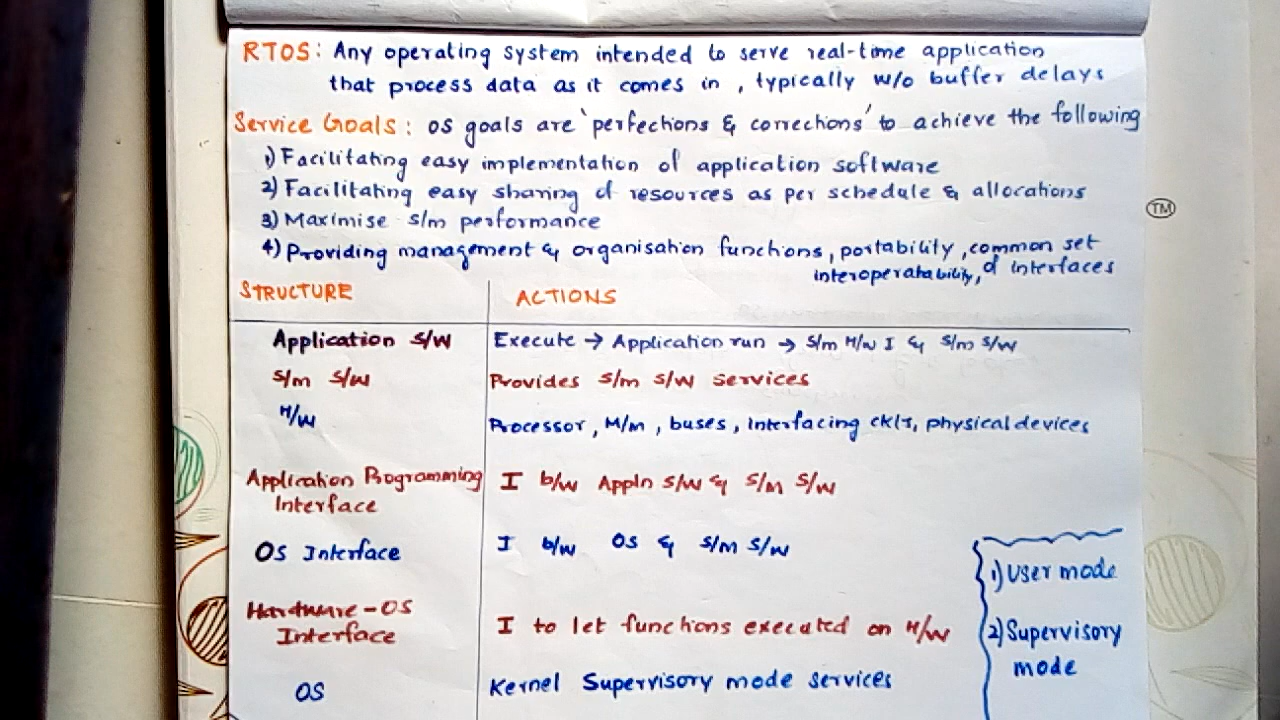 RTOS: Any operating system intended to serve real-time application
that process data as it comes in, typically w/o buffer delays
Service Goals: OS goals are 'perfections & corrections' to achieve the following
1) Facilitating easy implementation of application software
2) Facilitating easy sharing of resources as per schedule & allocations
3) Maximise s/m performance
4) Providing management & organisation functions, portability, common set
interoperatability, of interfaces
TM
STRUCTURE ACTIONS
Application S/W Execute → Application run → S/m H/W I & S/m S/W
S/m S/W Provides S/m S/W services
H/W Processor, M/m, buses, interfacing ckts, physical devices
Application Programming I b/w Appln S/W & S/m S/W
Interface
OS Interface I b/w OS & S/m S/W
1) User mode
Hardware-OS
Interface I to let functions executed on H/W
2) Supervisory
mode
OS Kernel Supervisory mode services